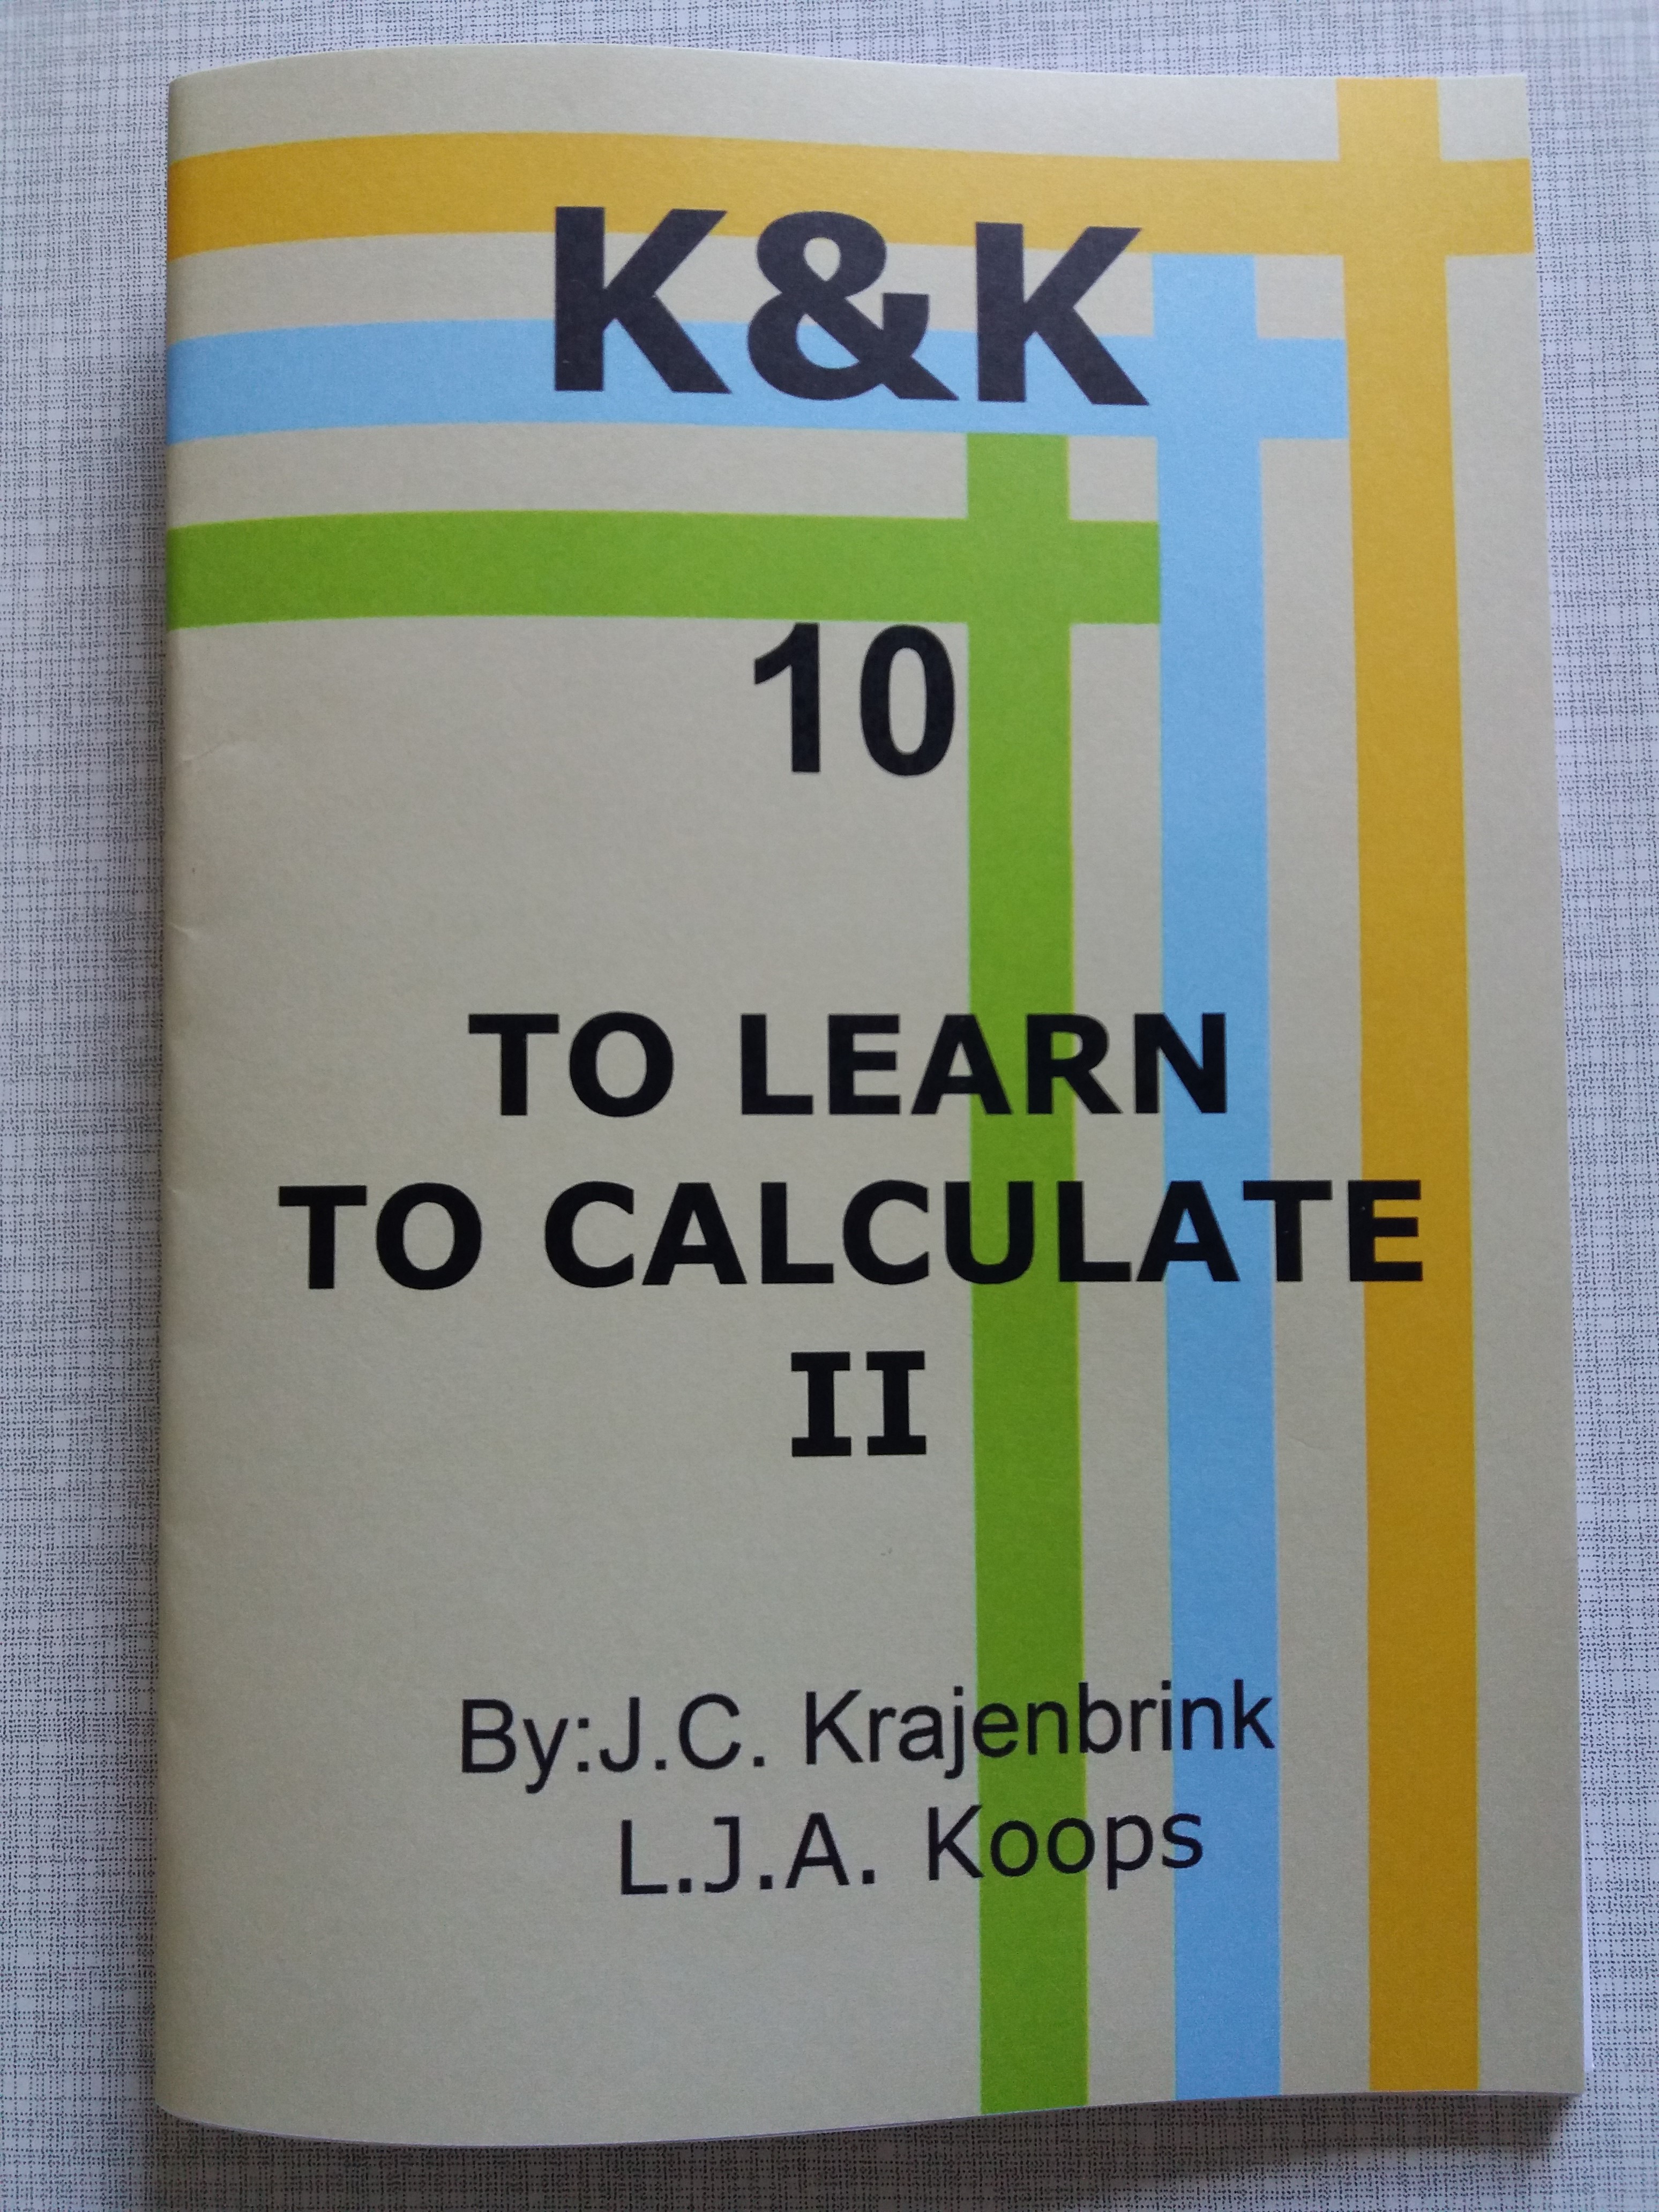 K&K
10
TO LEARN
TO CALCULATE
II
By:J.C. Krajenbrink
L.J.A. Koops